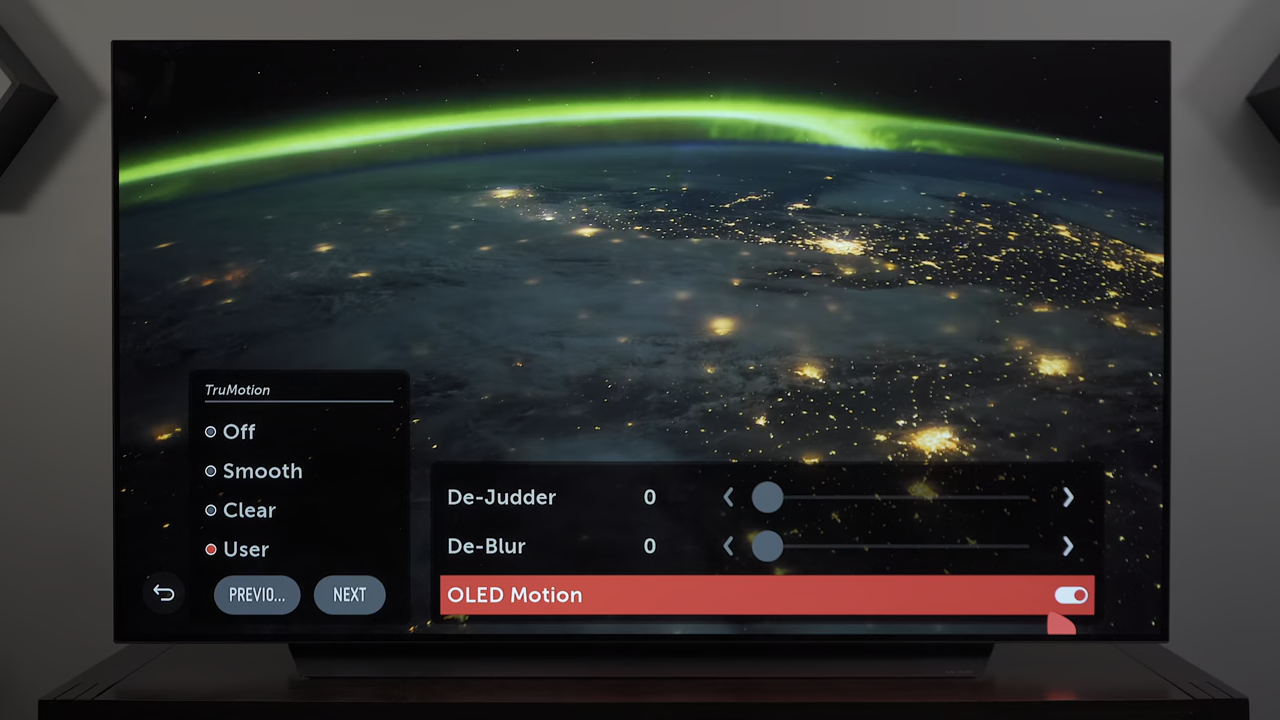 TruMotion
Off
Smooth
Clear
User
PREVIO... NEXT
De-Judder 0
De-Blur 0
OLED Motion